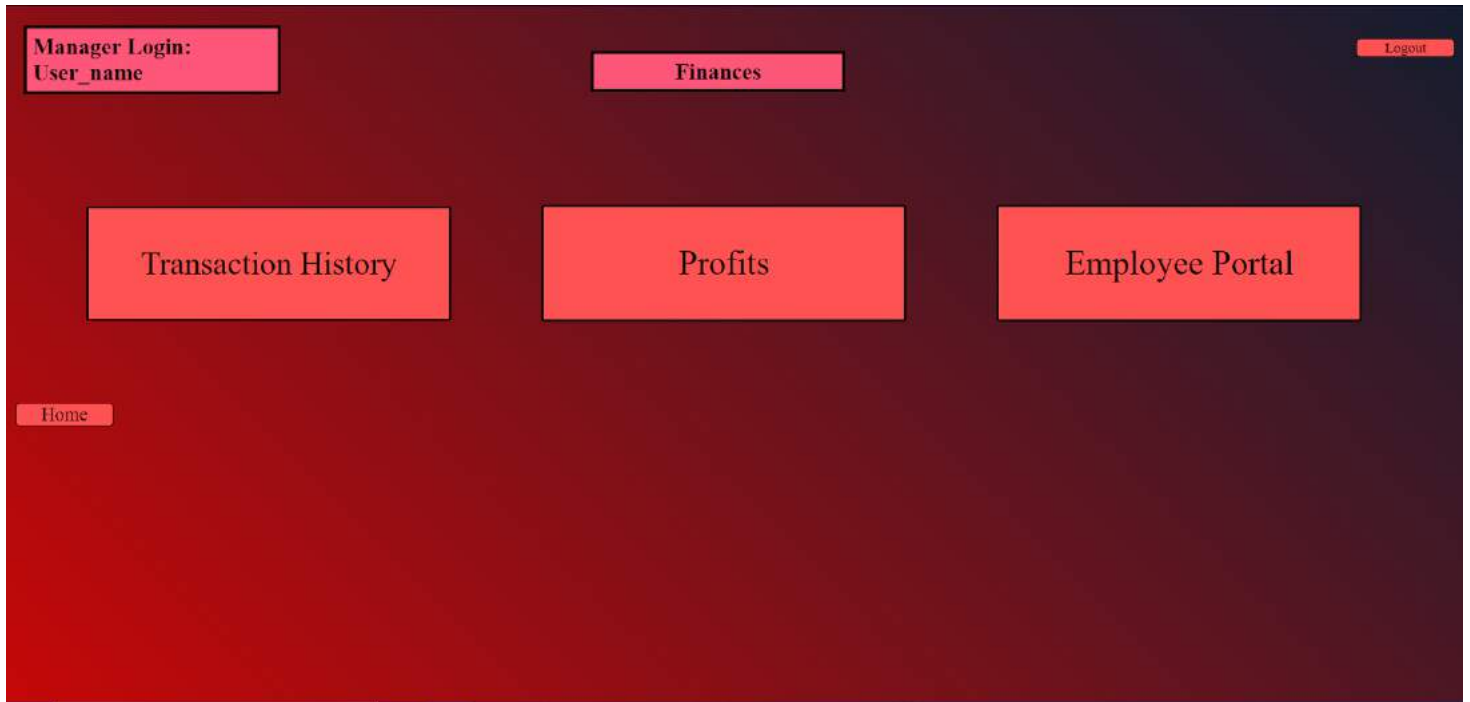 Manager Login:
User_name
Finances
Logout
Transaction History
Profits
Employee Portal
Home